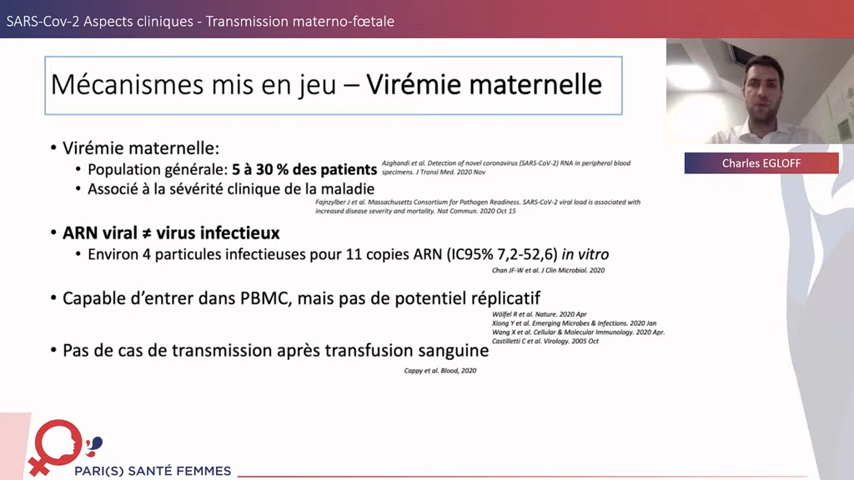 SARS-Cov-2 Aspects cliniques - Transmission materno-fœtale
Mécanismes mis en jeu – Virémie maternelle
• Virémie maternelle:
• Population générale: 5 à 30 % des patients
Azghandi et al. Detection of novel coronavirus (SARS-CoV-2) RNA in peripheral blood
specimens. J Transl Med. 2020 Nov
• Associé à la sévérité clinique de la maladie
Fajnzylber J et al. Massachusetts Consortium for Pathogen Readiness. SARS-CoV-2 viral load is associated with
increased disease severity and mortality. Nat Commun. 2020 Oct 15
• ARN viral ≠ virus infectieux
• Environ 4 particules infectieuses pour 11 copies ARN (IC95% 7,2-52,6) in vitro
Chan JF-W et al. J Clin Microbiol. 2020
• Capable d'entrer dans PBMC, mais pas de potentiel réplicatif
Wölfel R et al. Nature. 2020 Apr
Xiong Y et al. Emerging Microbes & Infections. 2020 Jan
Wang X et al. Cellular & Molecular Immunology. 2020 Apr.
Castilletti C et al. Virology. 2005 Oct
• Pas de cas de transmission après transfusion sanguine
Cappy et al. Blood, 2020
Charles EGLOFF
PARI(S) SANTÉ FEMMES